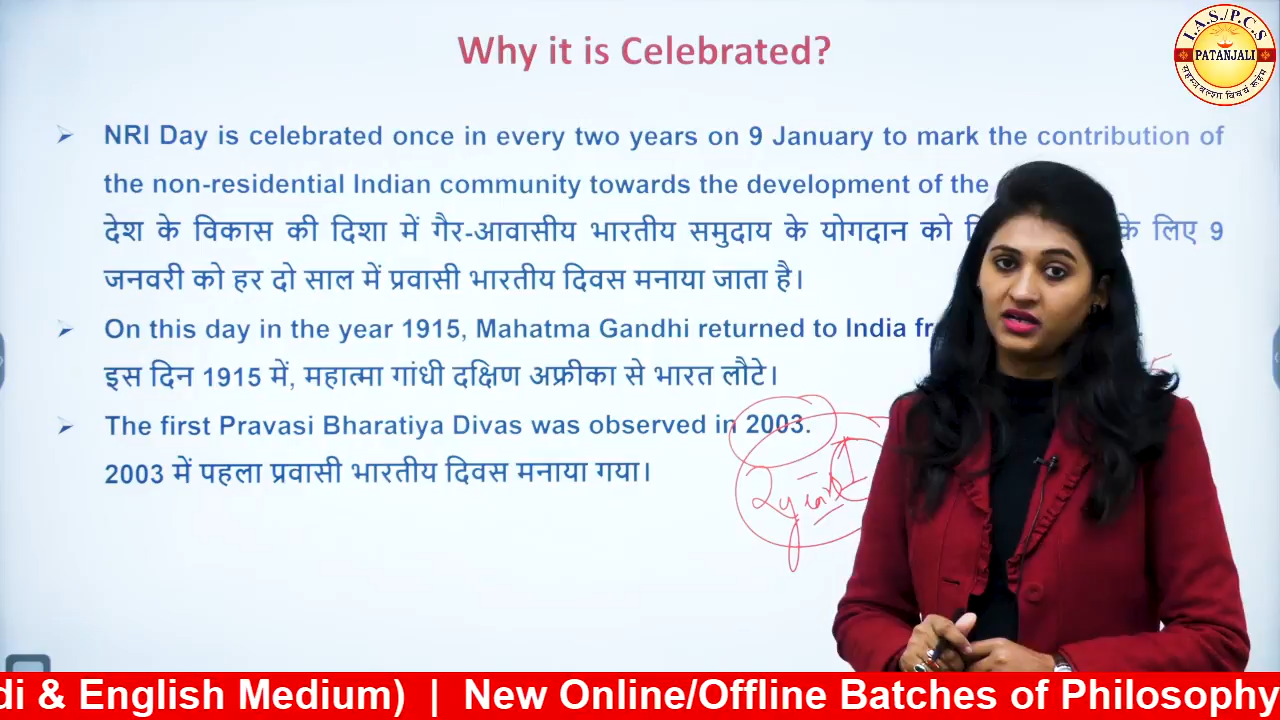 Why it is Celebrated?
I.A.S./P.C.S
PATANJALI
NRI Day is celebrated once in every two years on 9 January to mark the contribution of
the non-residential Indian community towards the development of the
देश के विकास की दिशा में गैर-आवासीय भारतीय समुदाय के योगदान को के लिए 9
जनवरी को हर दो साल में प्रवासी भारतीय दिवस मनाया जाता है।
On this day in the year 1915, Mahatma Gandhi returned to India
इस दिन 1915 में, महात्मा गांधी दक्षिण अफ्रीका से भारत लौटे।
The first Pravasi Bharatiya Divas was observed in 2003.
2003 में पहला प्रवासी भारतीय दिवस मनाया गया।
2 years
di & English Medium) | New Online/Offline Batches of Philosophy